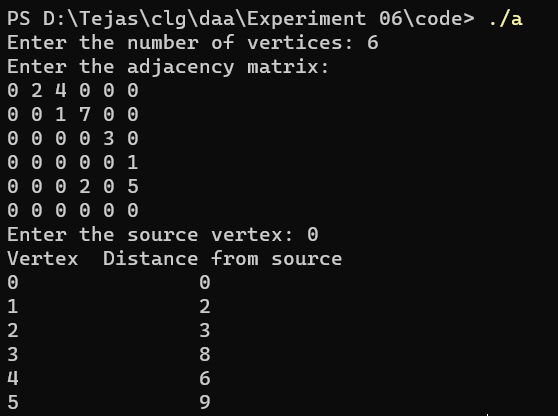 PS D:\Tejas\clg\daa\Experiment 06\code> ./a
Enter the number of vertices: 6
Enter the adjacency matrix:
0 2 4 0 0 0
0 0 1 7 0 0
0 0 0 0 3 0
0 0 0 0 0 1
0 0 0 2 0 5
0 0 0 0 0 0
Enter the source vertex: 0
Vertex  Distance from source
0               0
1               2
2               3
3               8
4               6
5               9